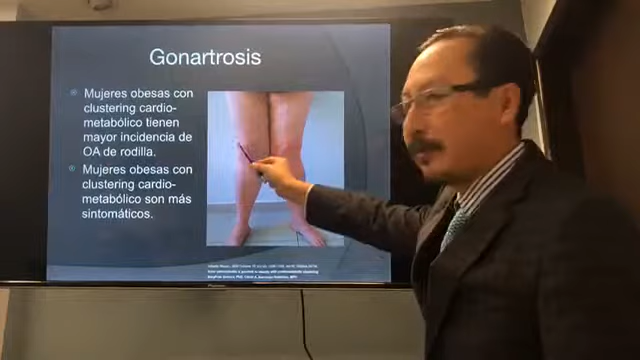 Gonartrosis
Mujeres obesas con
clustering cardio-
metabólico tienen
mayor incidencia de
OA de rodilla.
Mujeres obesas con
clustering cardio-
metabólico son más
sintomáticos.